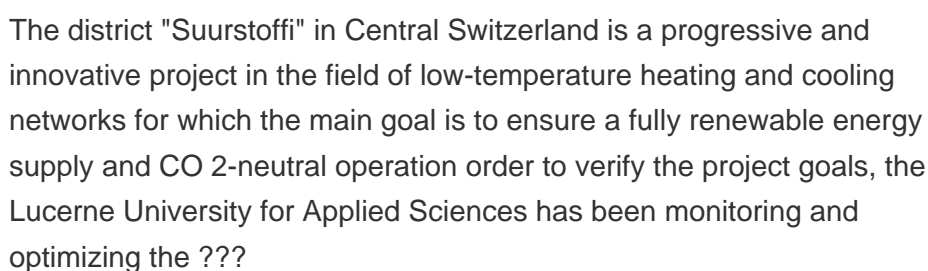 The district "Suurstoffi" in Central Switzerland is a progressive and
innovative project in the field of low-temperature heating and cooling
networks for which the main goal is to ensure a fully renewable energy
supply and CO 2-neutral operation order to verify the project goals, the
Lucerne University for Applied Sciences has been monitoring and
optimizing the ???